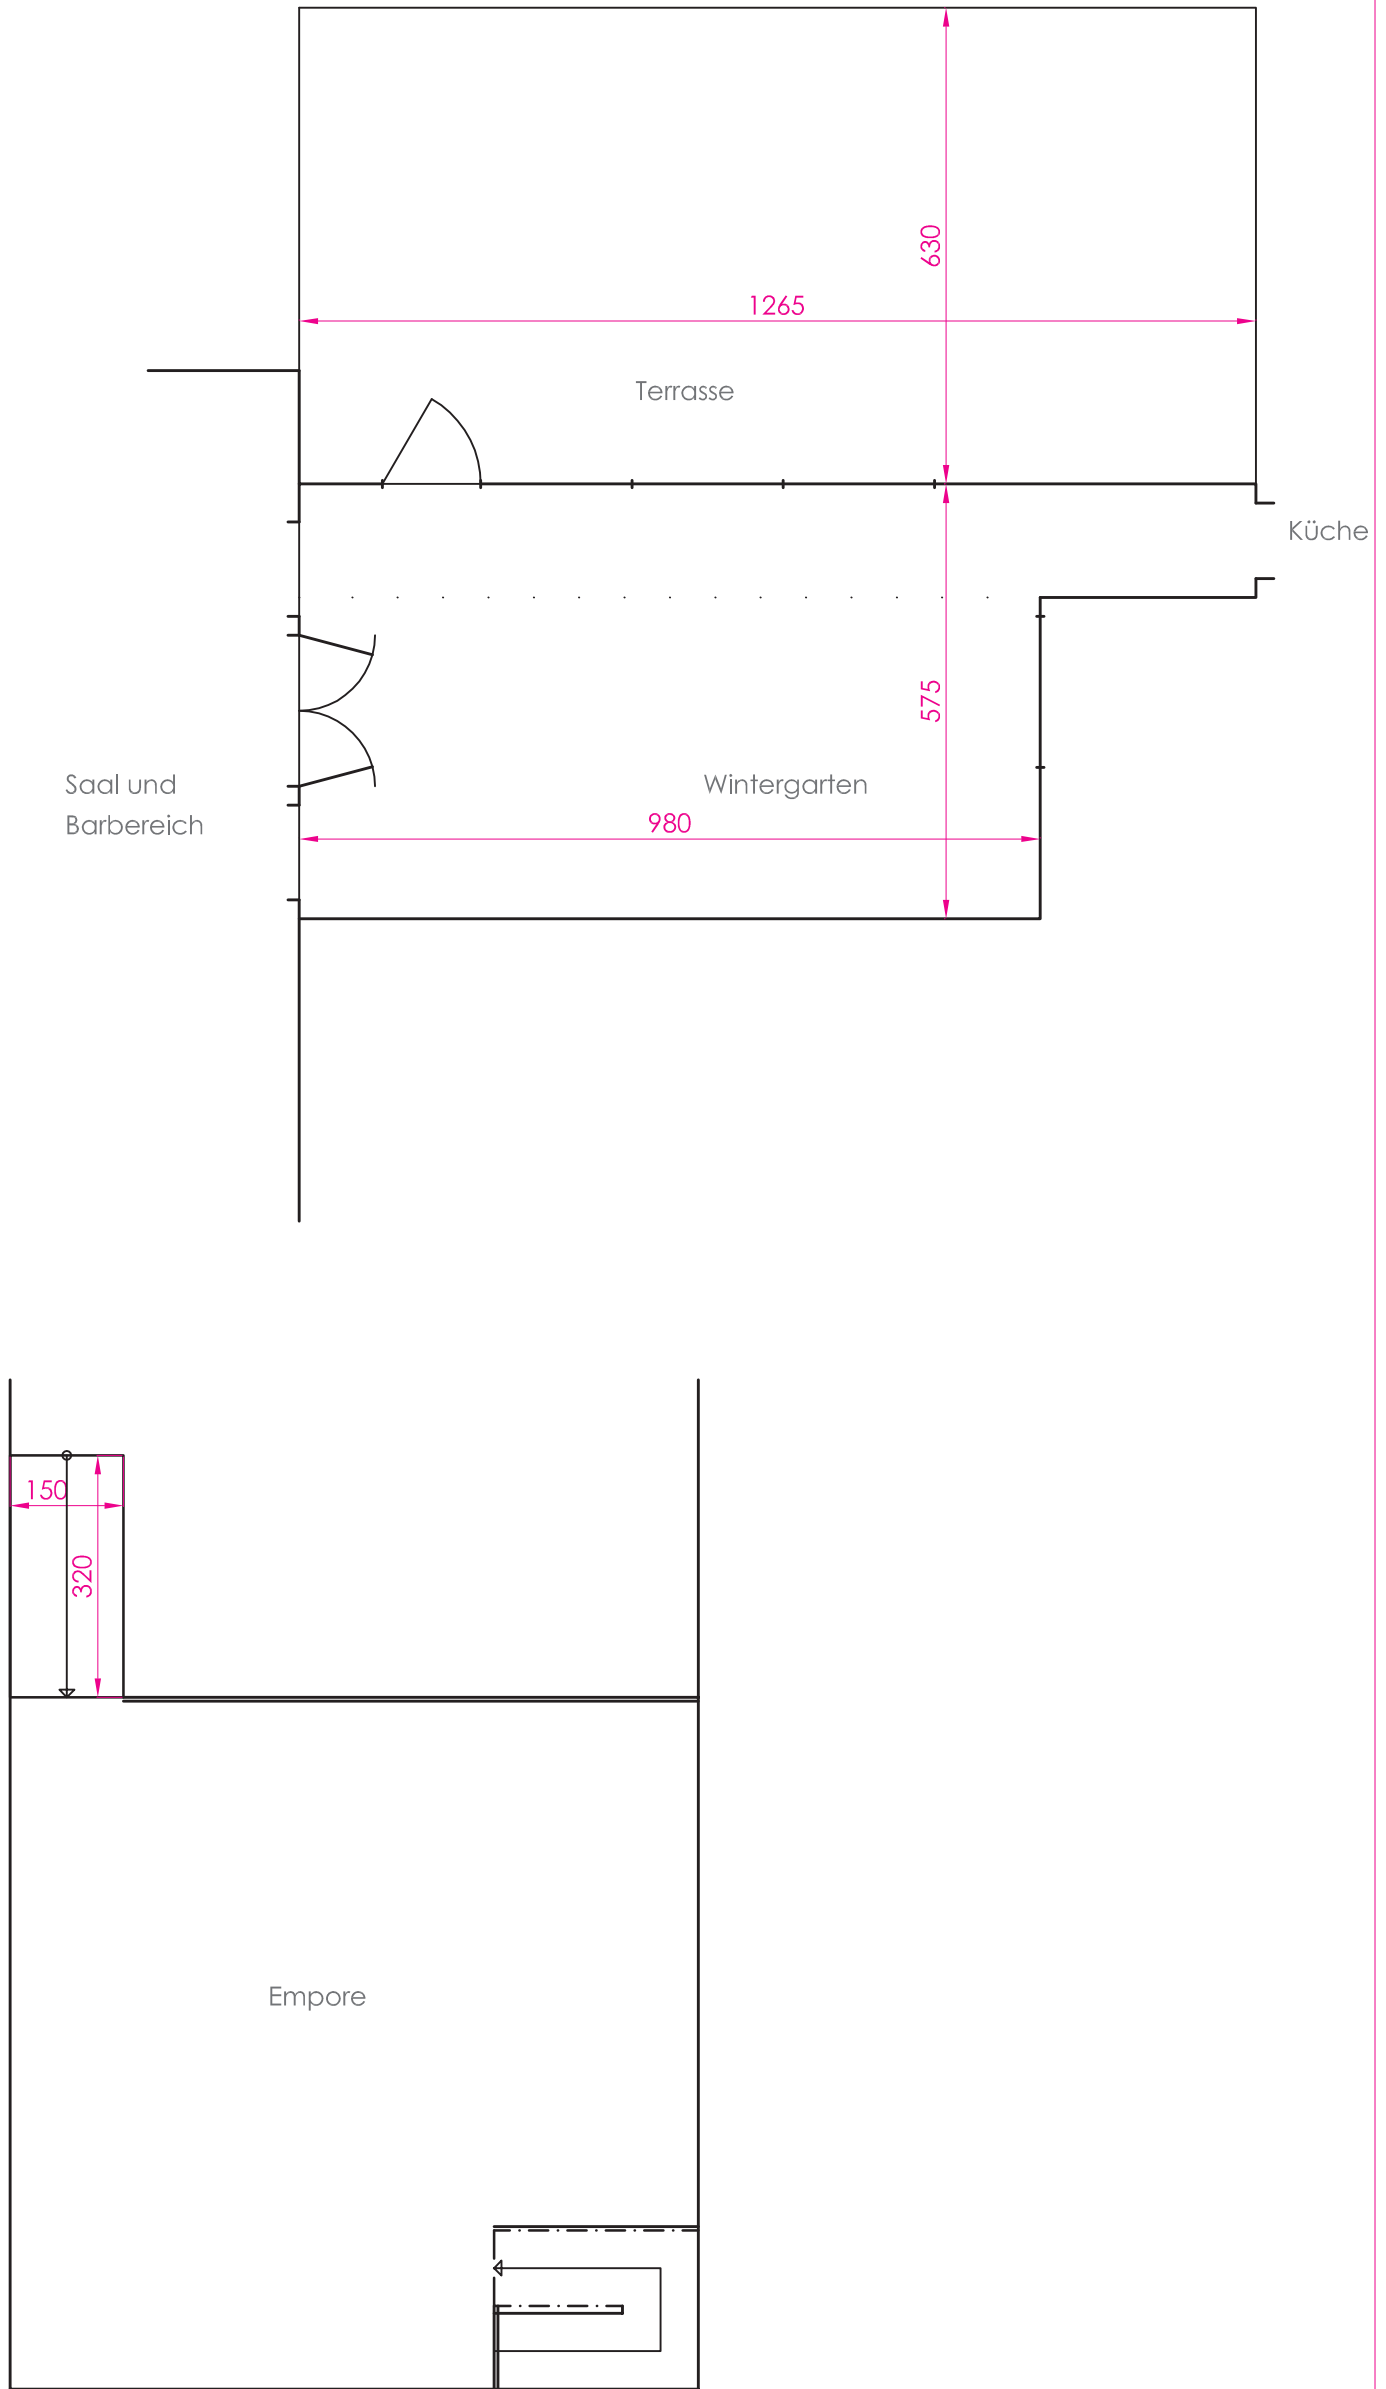 630
1265
Terrasse
Küche
575
Saal und
Barbereich
Wintergarten
980
150
320
Empore